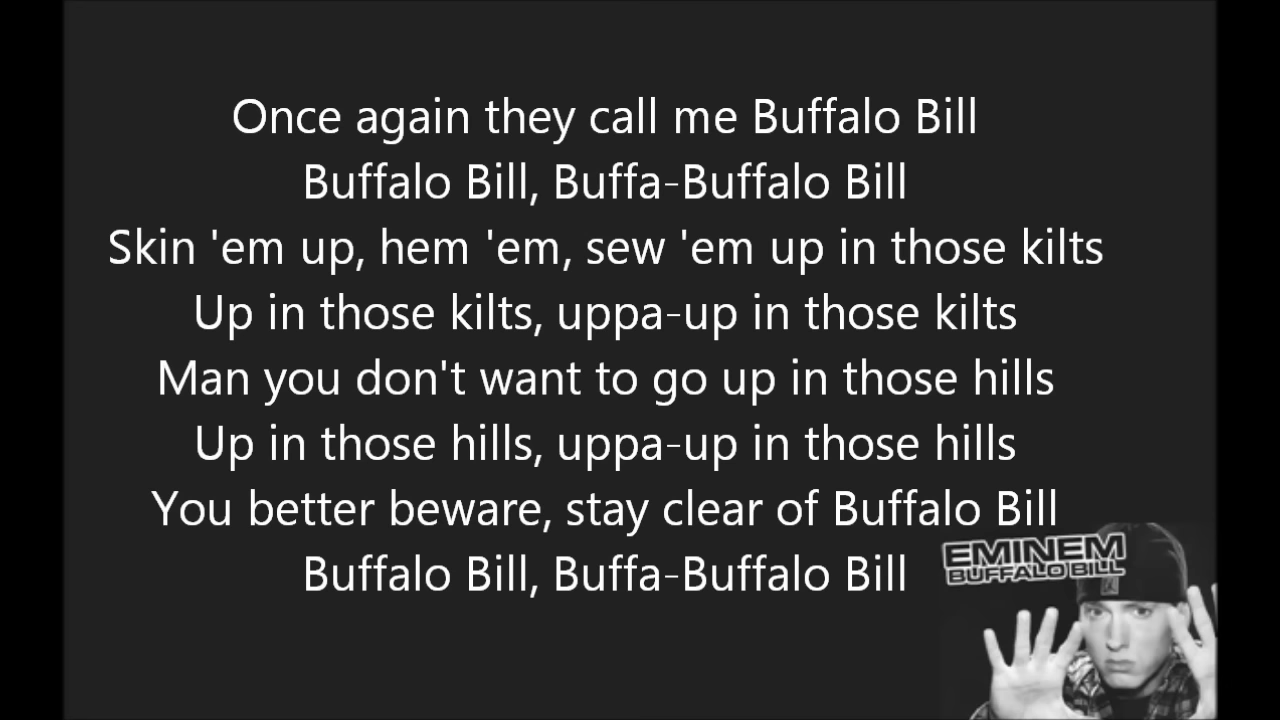 Once again they call me Buffalo Bill
Buffalo Bill, Buffa-Buffalo Bill
Skin 'em up, hem 'em, sew 'em up in those kilts
Up in those kilts, uppa-up in those kilts
Man you don't want to go up in those hills
Up in those hills, uppa-up in those hills
You better beware, stay clear of Buffalo Bill
Buffalo Bill, Buffa-Buffalo Bill
EMINEM
BUFFALO BILL